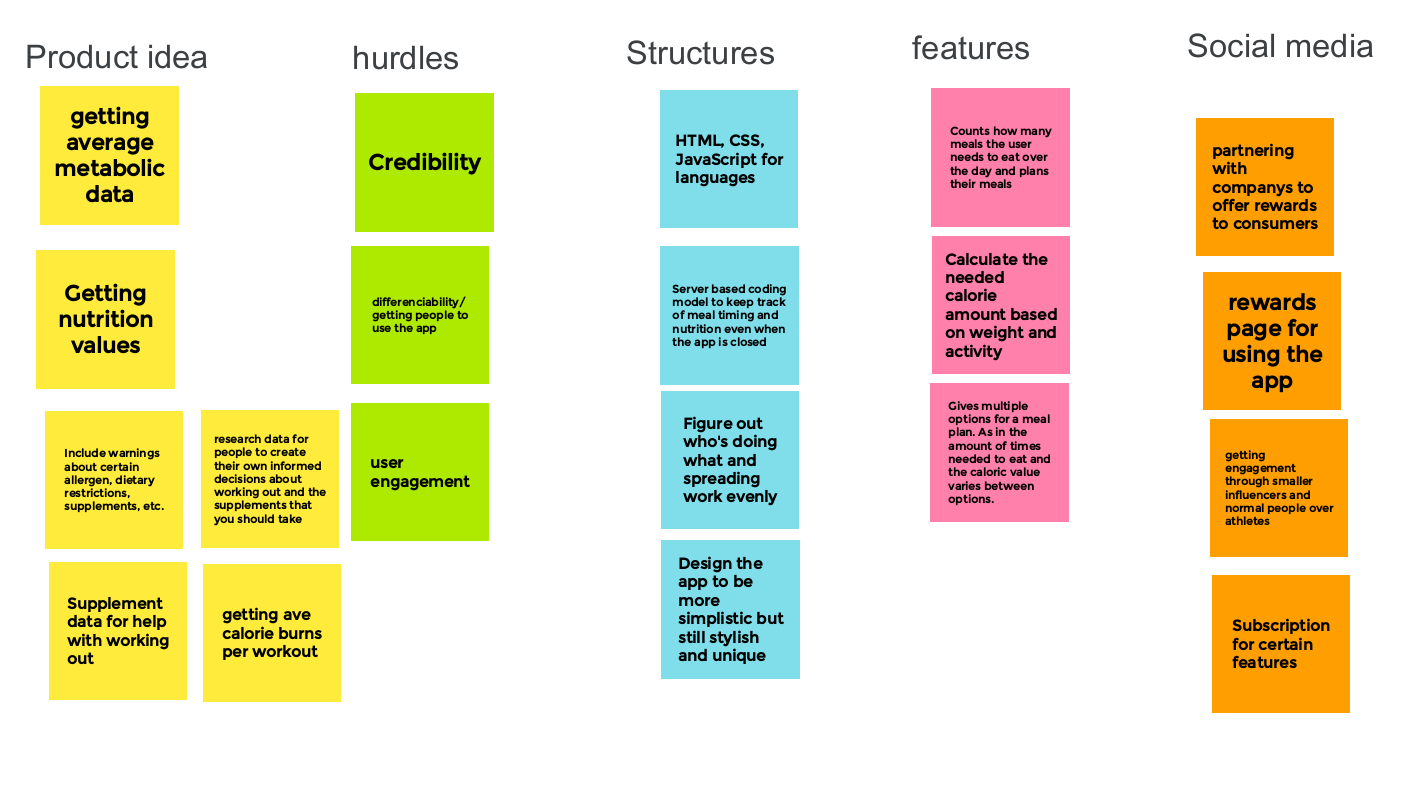 Product idea
getting
average
metabolic
data
Getting
nutrition
values
Include warnings
about certain
allergen, dietary
restrictions,
supplements, etc.
research data for
people to create
their own informed
decisions about
working out and the
supplements that
you should take
Supplement
data for help
with working
out
getting ave
calorie burns
per workout
hurdles
Credibility
differenciability/
getting people to
use the app
user
engagement
Structures
HTML, CSS,
JavaScript for
languages
Server based coding
model to keep track
of meal timing and
nutrition even when
the app is closed
Figure out
who's doing
what and
spreading
work evenly
Design the
app to be
more
simplistic but
still stylish
and unique
features
Counts how many
meals the user
needs to eat over
the day and plans
their meals
Calculate the
needed
calorie
amount based
on weight and
activity
Gives multiple
options for a meal
plan. As in the
amount of times
needed to eat and
the caloric value
varies between
options.
Social media
partnering
with
companys to
offer rewards
to consumers
rewards
page for
using the
app
getting
engagement
through smaller
influencers and
normal people over
athletes
Subscription
for certain
features